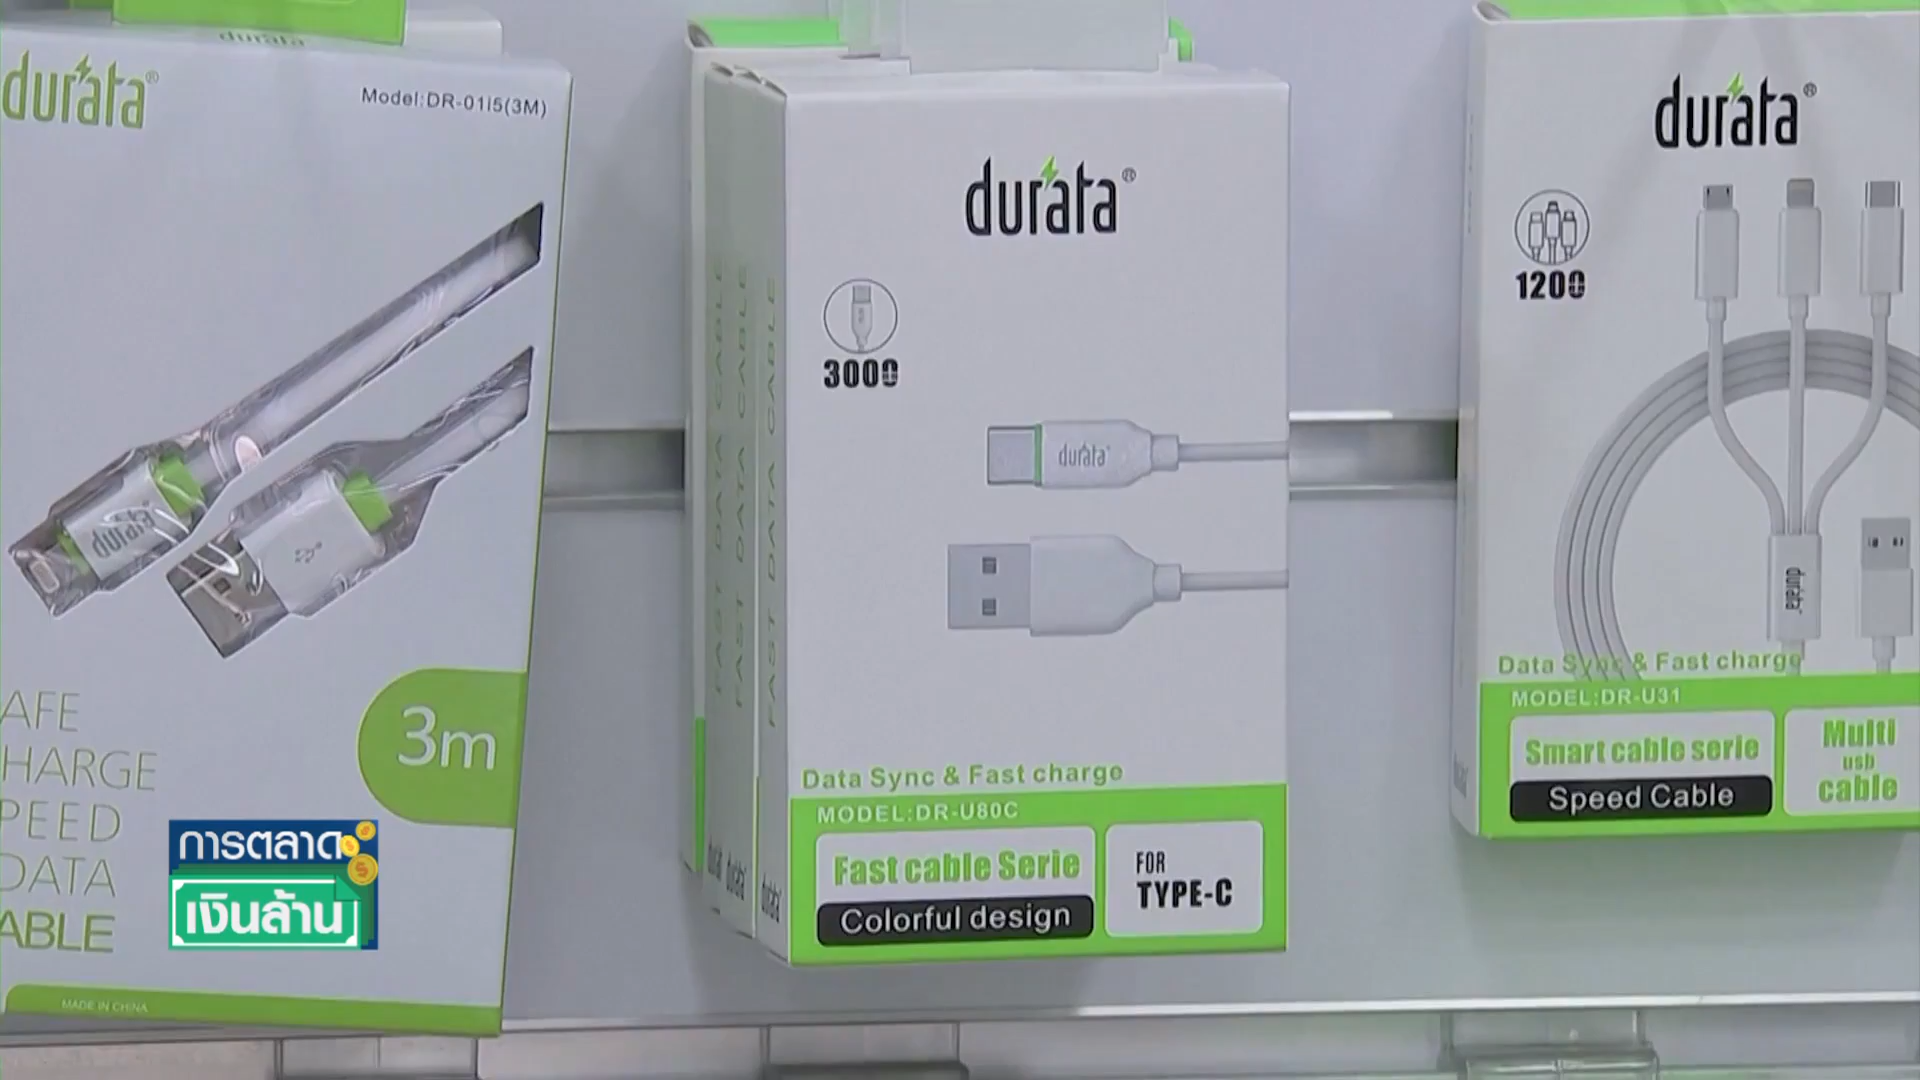 durata
durata®
Model:DR-01i5(3M)
durata
3m
HARGE
DATA
MADE IN CHINA
การตลาด
เงินล้าน
FAST DATA CABLE
FAST DATA CABLE
FAST DATA CABLE
durata®
3000
durata®
Data Sync & Fast charge
MODEL:DR-U80C
Fast cable Serie
Colorful design
FOR
TYPE-C
durata
durata
durata®
1200
durata®
Data Sync & Fast charge
MODEL:DR-U31
Smart cable serie
Speed Cable
Multi
usb
cable